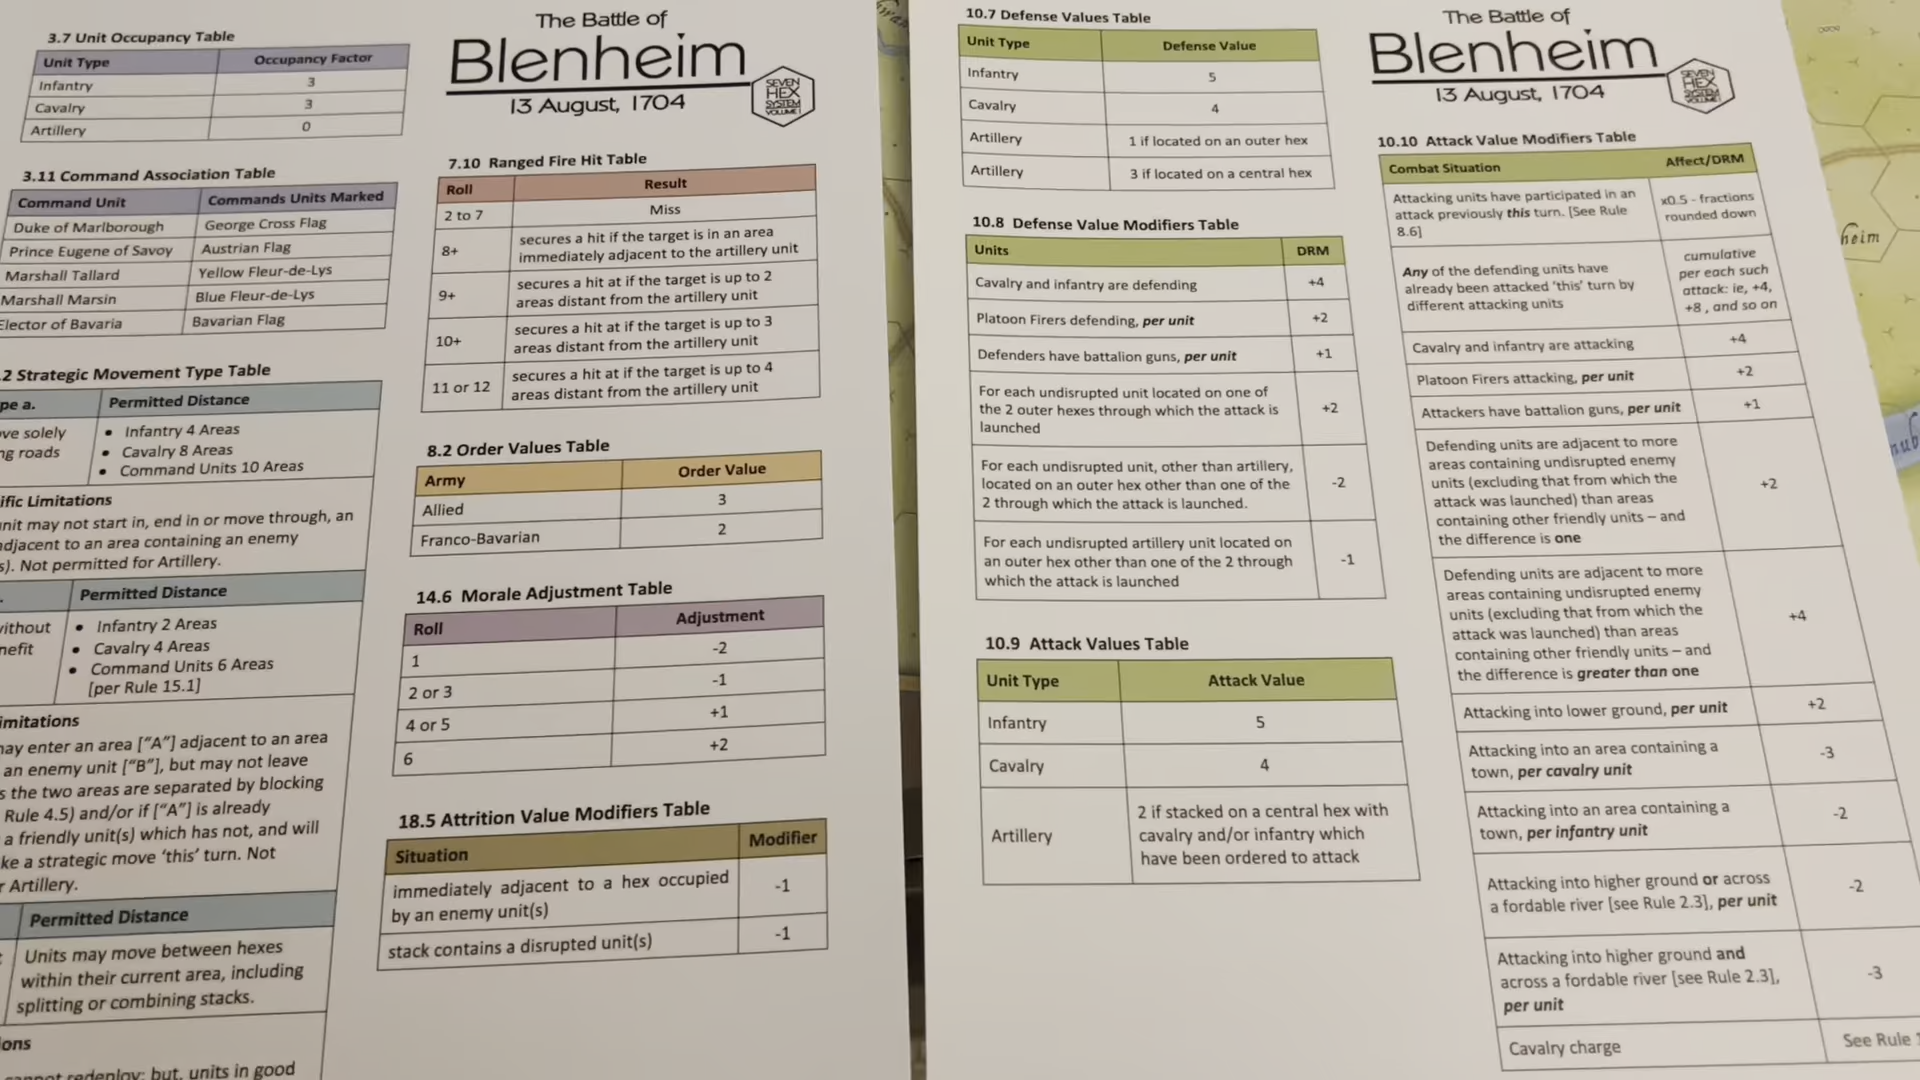 3.7 Unit Occupancy Table
Unit Type Occupancy Factor
Infantry 3
Cavalry 3
Artillery 0
3.11 Command Association Table
Command Unit Commands Units Marked
Duke of Marlborough George Cross Flag
Prince Eugene of Savoy Austrian Flag
Marshall Tallard Yellow Fleur-de-Lys
Marshall Marsin Blue Fleur-de-Lys
Elector of Bavaria Bavarian Flag
.2 Strategic Movement Type Table
pe a. Permitted Distance
ve solely
ng roads
• Infantry 4 Areas
• Cavalry 8 Areas
• Command Units 10 Areas
ific Limitations
unit may not start in, end in or move through, an
adjacent to an area containing an enemy
s). Not permitted for Artillery.
. Permitted Distance
without
nefit
• Infantry 2 Areas
• Cavalry 4 Areas
• Command Units 6 Areas
[per Rule 15.1]
imitations
may enter an area ["A"] adjacent to an area
an enemy unit ["B"], but may not leave
s the two areas are separated by blocking
Rule 4.5) and/or if ["A"] is already
a friendly unit(s) which has not, and will
ke a strategic move 'this' turn. Not
r Artillery.
Permitted Distance
Units may move between hexes
within their current area, including
splitting or combining stacks.
ons
cannot redeploy; but, units in good
The Battle of
Blenheim
13 August, 1704
SEVEN
HEX
SYSTEM
VOLUME I
7.10 Ranged Fire Hit Table
Roll Result
2 to 7 Miss
8+ secures a hit if the target is in an area
immediately adjacent to the artillery unit
9+ secures a hit at if the target is up to 2
areas distant from the artillery unit
10+ secures a hit at if the target is up to 3
areas distant from the artillery unit
11 or 12 secures a hit at if the target is up to 4
areas distant from the artillery unit
8.2 Order Values Table
Army Order Value
Allied 3
Franco-Bavarian 2
14.6 Morale Adjustment Table
Roll Adjustment
1 -2
2 or 3 -1
4 or 5 +1
6 +2
18.5 Attrition Value Modifiers Table
Situation Modifier
immediately adjacent to a hex occupied
by an enemy unit(s) -1
stack contains a disrupted unit(s) -1
10.7 Defense Values Table
Unit Type Defense Value
Infantry 5
Cavalry 4
Artillery 1 if located on an outer hex
Artillery 3 if located on a central hex
10.8 Defense Value Modifiers Table
Units DRM
Cavalry and infantry are defending +4
Platoon Firers defending, per unit +2
Defenders have battalion guns, per unit +1
For each undisrupted unit located on one of
the 2 outer hexes through which the attack is +2
launched
For each undisrupted unit, other than artillery,
located on an outer hex other than one of the -2
2 through which the attack is launched.
For each undisrupted artillery unit located on
an outer hex other than one of the 2 through -1
which the attack is launched
10.9 Attack Values Table
Unit Type Attack Value
Infantry 5
Cavalry 4
Artillery 2 if stacked on a central hex with
cavalry and/or infantry which
have been ordered to attack
The Battle of
Blenheim
13 August, 1704
SEVEN
HEX
SYSTEM
VOLUME I
10.10 Attack Value Modifiers Table
Combat Situation Affect/DRM
Attacking units have participated in an
attack previously this turn. [See Rule
8.6]
x0.5 - fractions
rounded down
Any of the defending units have
already been attacked 'this' turn by
different attacking units
cumulative
per each such
attack: ie, +4,
+8 , and so on
Cavalry and infantry are attacking +4
Platoon Firers attacking, per unit +2
Attackers have battalion guns, per unit +1
Defending units are adjacent to more
areas containing undisrupted enemy
units (excluding that from which the
attack was launched) than areas +2
containing other friendly units – and
the difference is one
Defending units are adjacent to more
areas containing undisrupted enemy
units (excluding that from which the
attack was launched) than areas +4
containing other friendly units – and
the difference is greater than one
Attacking into lower ground, per unit +2
Attacking into an area containing a
town, per cavalry unit -3
Attacking into an area containing a
town, per infantry unit -2
Attacking into higher ground or across
a fordable river [see Rule 2.3], per unit -2
Attacking into higher ground and
across a fordable river [see Rule 2.3], -3
per unit
Cavalry charge See Rule 1
heim
nub